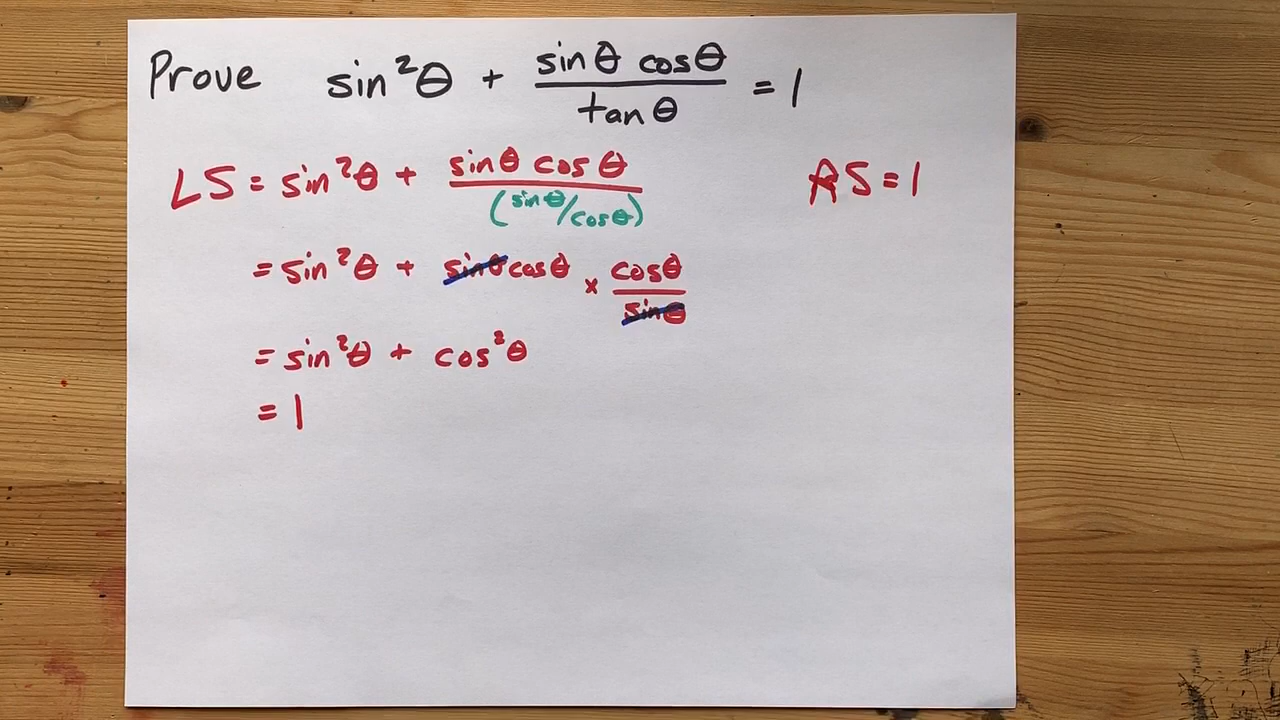 Prove sin²θ + (sinθ cosθ)/(tanθ) = 1
LS = sin²θ + (sinθ cosθ)/(sinθ/cosθ) RS = 1
= sin²θ + sinθ cosθ × cosθ/sinθ
= sin²θ + cos²θ
= 1